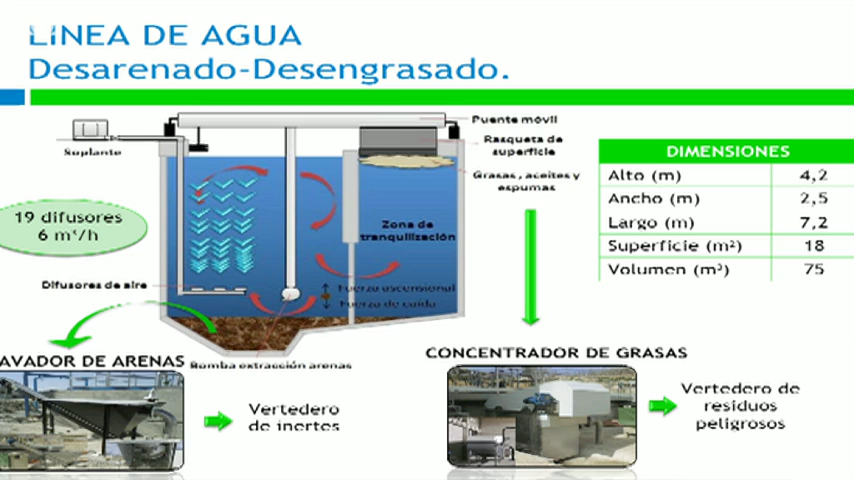 LINEA DE AGUA
Desarenado-Desengrasado.
Puente móvil
Soplante
Rasqueta de
superficie
Grasas, aceites y
espumas
DIMENSIONES
Alto (m) 4,2
Ancho (m) 2,5
Largo (m) 7,2
Superficie (m²) 18
Volumen (m³) 75
19 difusores
6 m³/h
Zona de
tranquilización
Difusores de aire
Fuerza ascensional
Fuerza de caída
AVADOR DE ARENAS
Bomba extracción arenas
CONCENTRADOR DE GRASAS
Vertedero
de inertes
Vertedero de
residuos
peligrosos